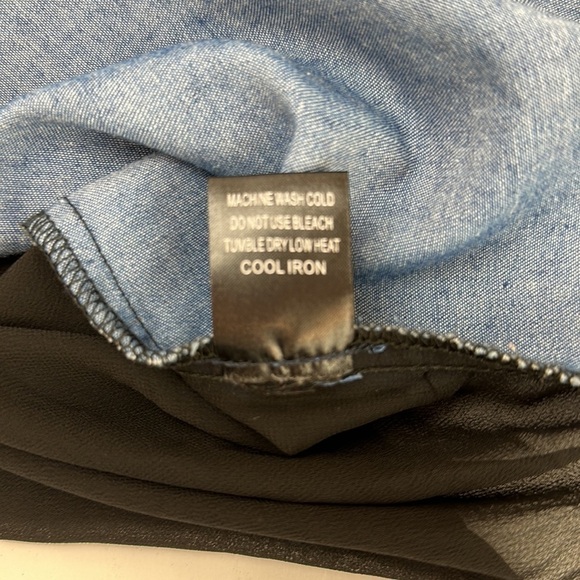 MACHINE WASH COLD
DO NOT USE BLEACH
TUMBLE DRY LOW HEAT
COOL IRON